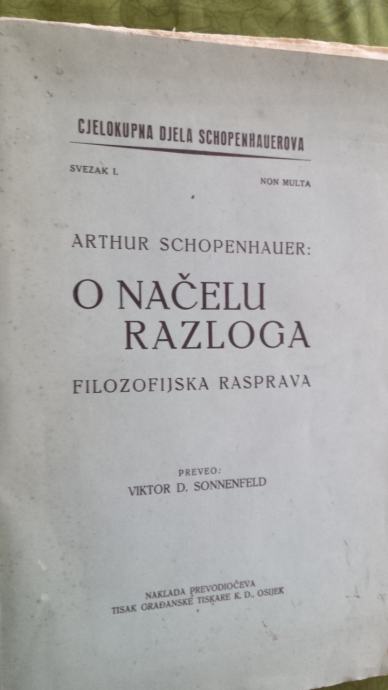 CJELOKUPNA DJELA SCHOPENHAUEROVA
SVEZAK I. NON MULTA
ARTHUR SCHOPENHAUER:
O NAČELU
RAZLOGA
FILOZOFIJSKA RASPRAVA
PREVEO:
VIKTOR D. SONNENFELD
NAKLADA PREVODIOČEVA
TISAK GRAĐANSKE TISKARE K. D., OSIJEK